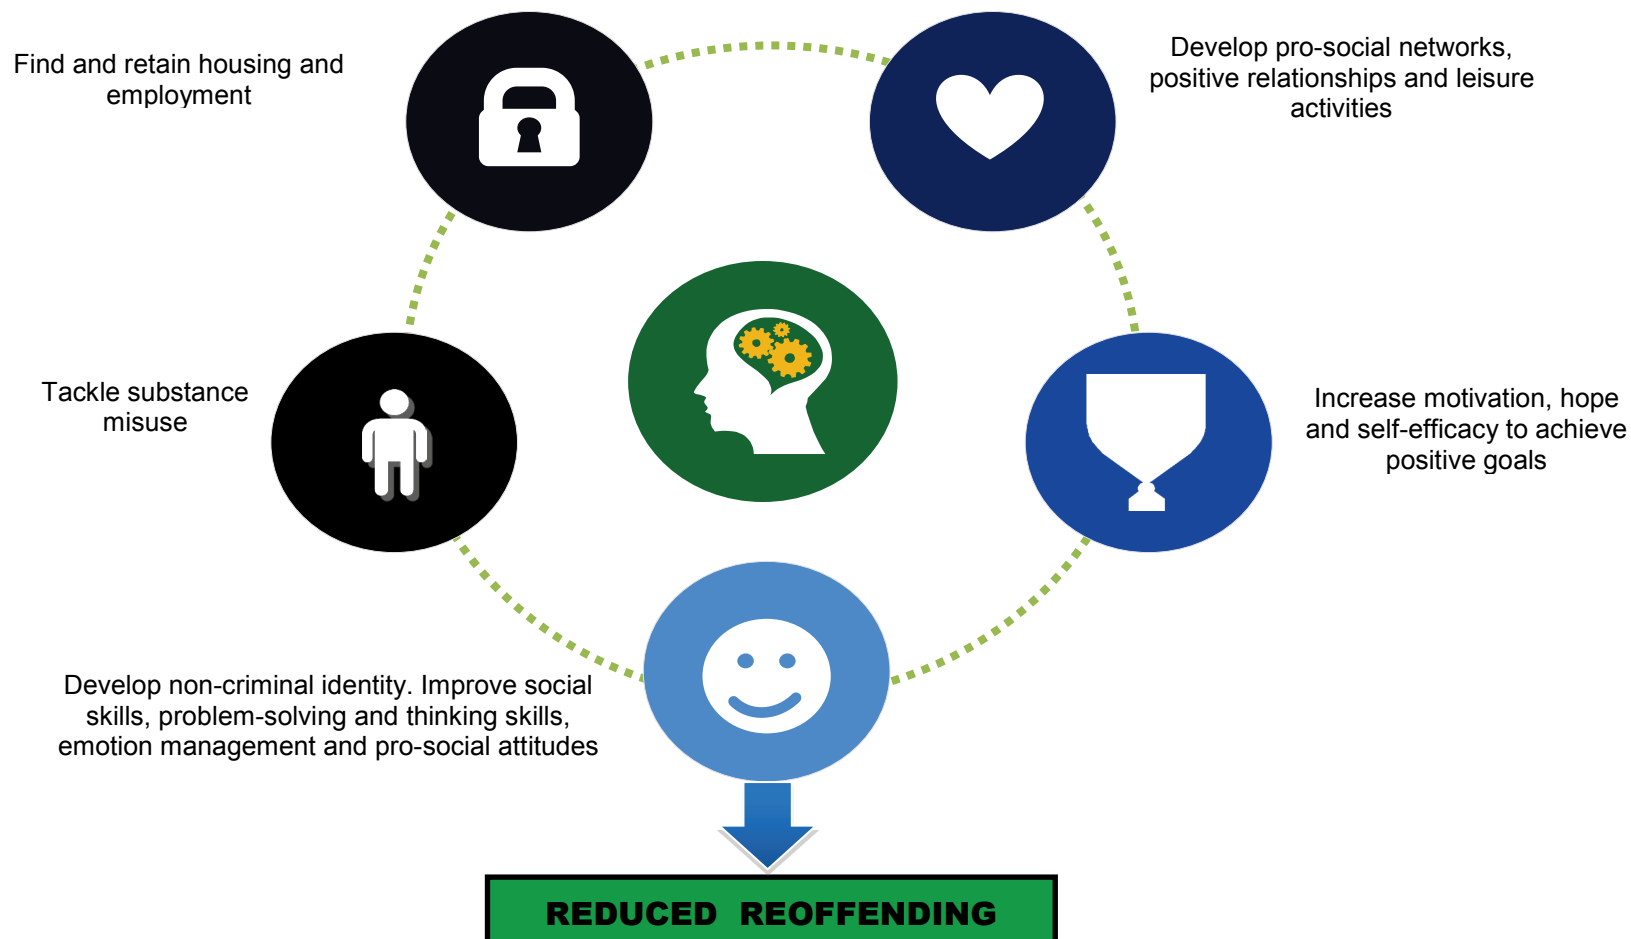 Find and retain housing and
employment
Develop pro-social networks,
positive relationships and leisure
activities
Tackle substance
misuse
Increase motivation, hope
and self-efficacy to achieve
positive goals
Develop non-criminal identity. Improve social
skills, problem-solving and thinking skills,
emotion management and pro-social attitudes
REDUCED REOFFENDING